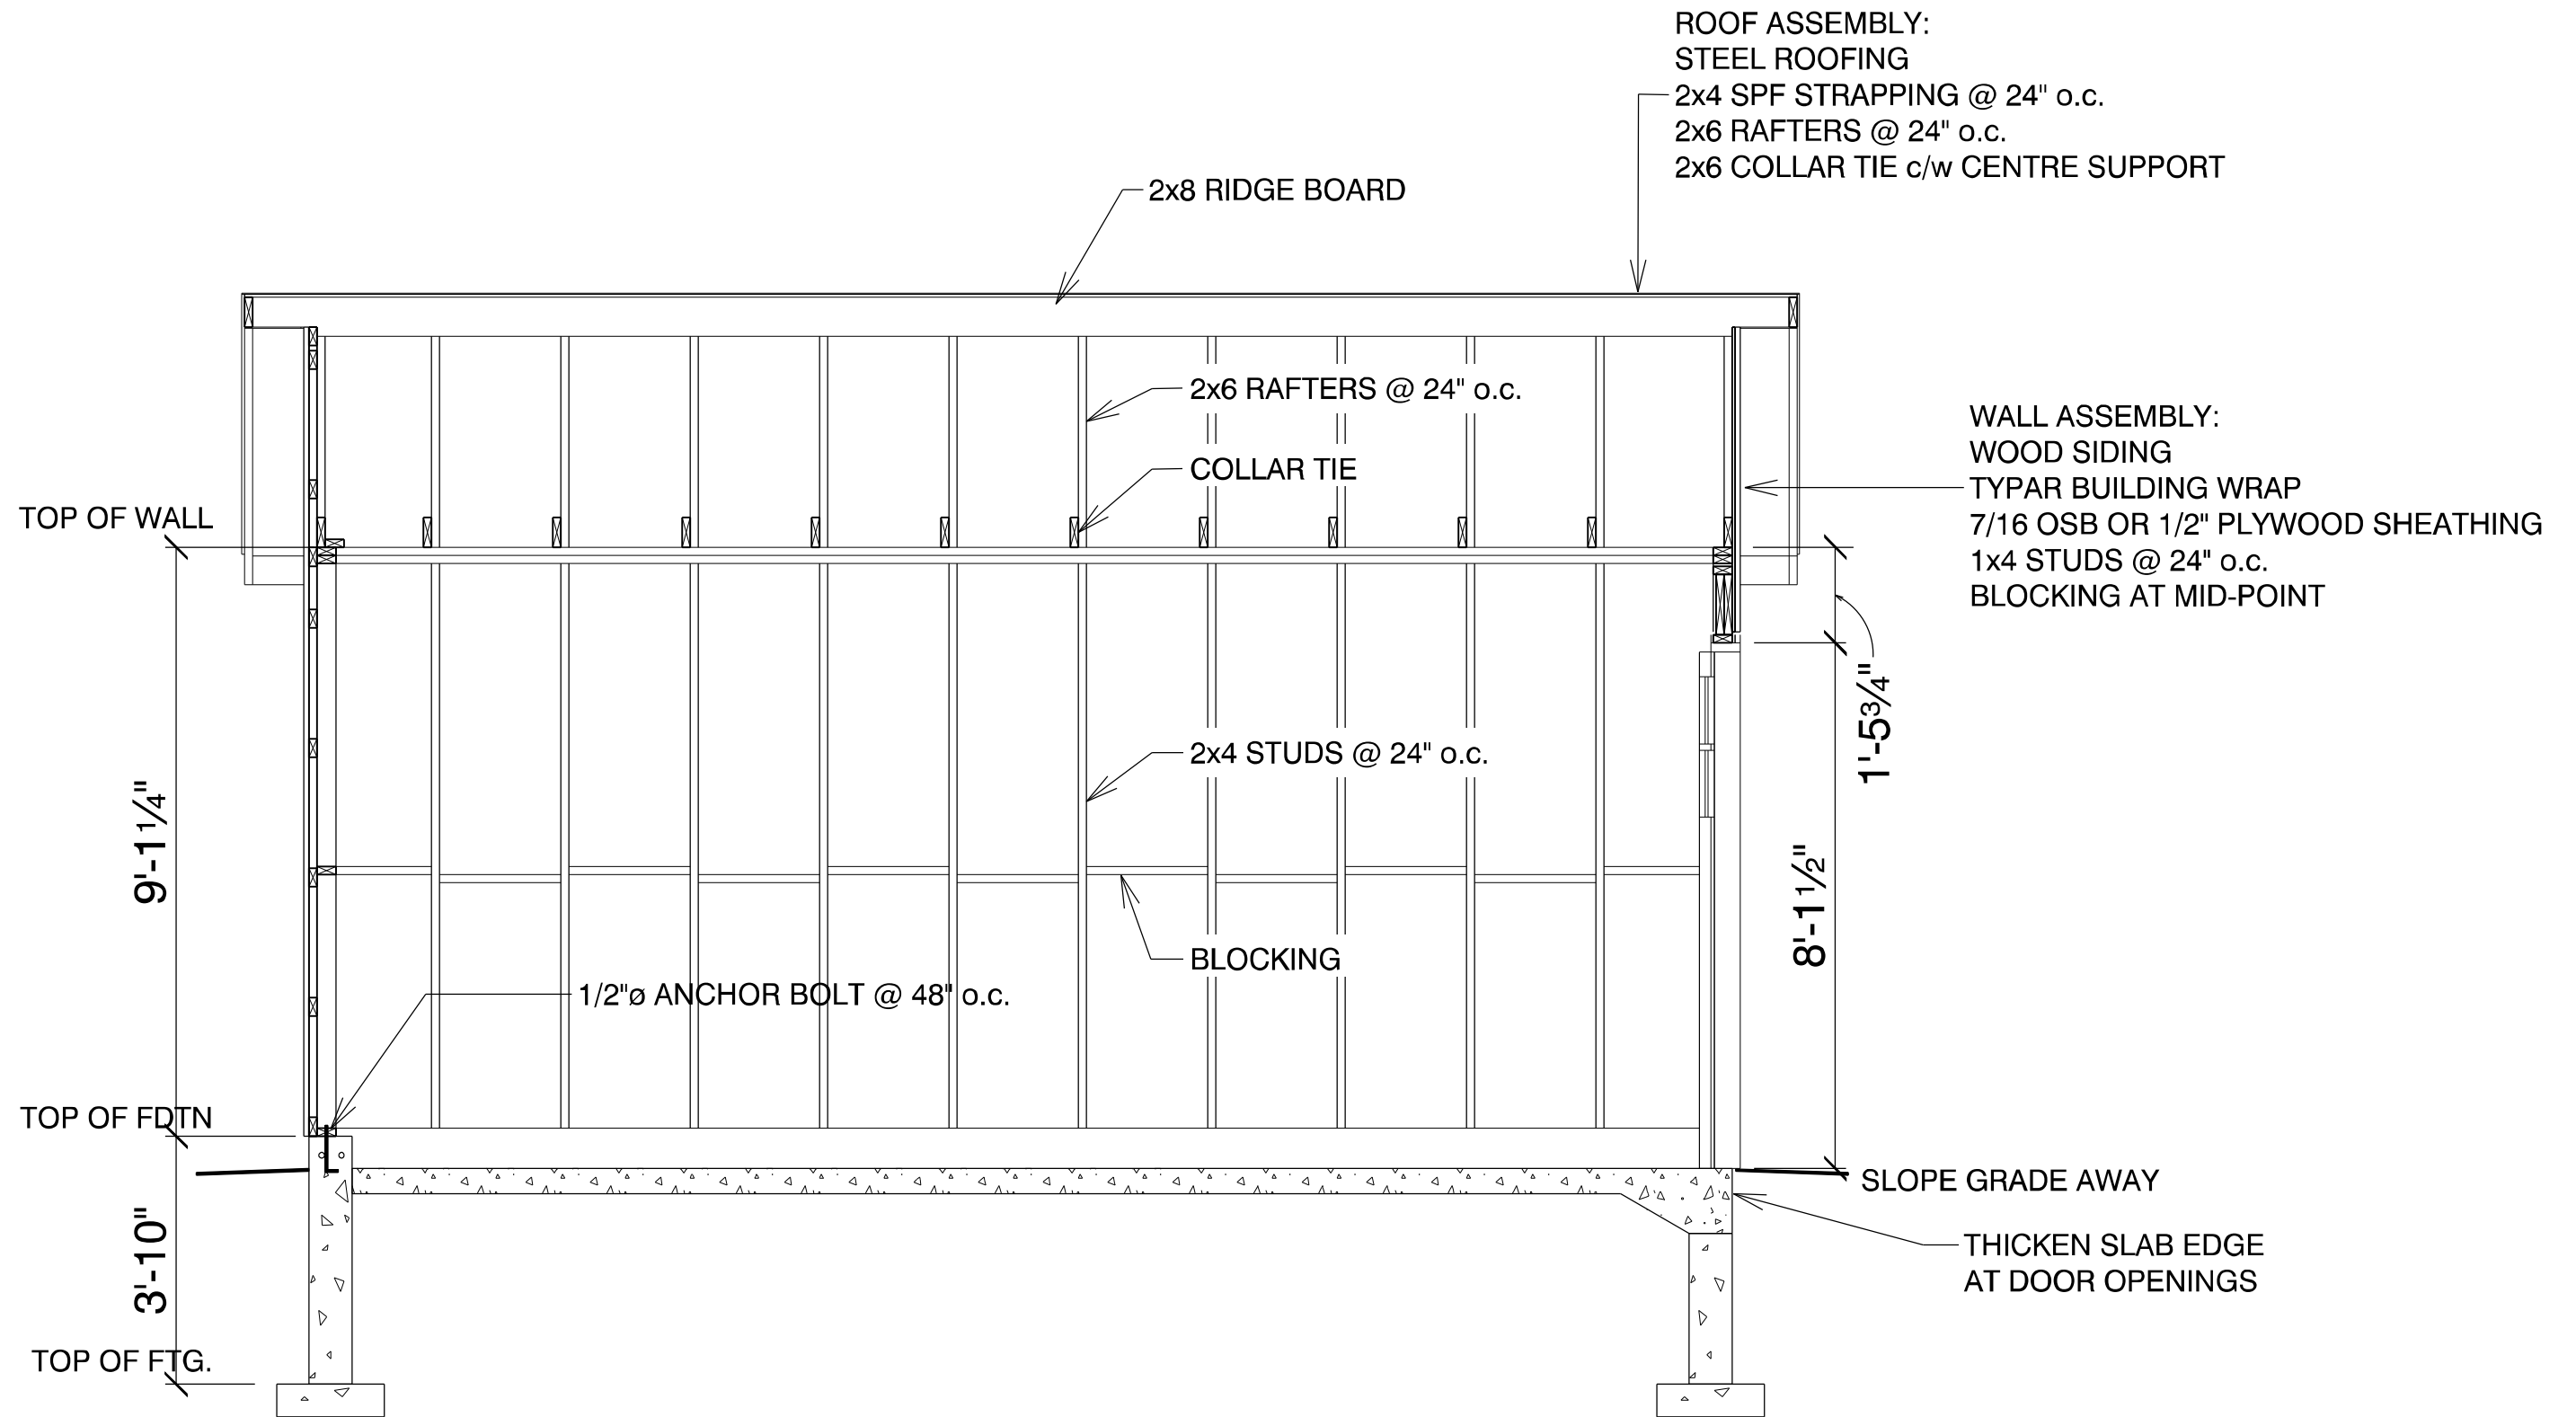 ROOF ASSEMBLY:
STEEL ROOFING
2x4 SPF STRAPPING @ 24" o.c.
2x6 RAFTERS @ 24" o.c.
2x6 COLLAR TIE c/w CENTRE SUPPORT
2x8 RIDGE BOARD
2x6 RAFTERS @ 24" o.c.
COLLAR TIE
WALL ASSEMBLY:
WOOD SIDING
TYPAR BUILDING WRAP
7/16 OSB OR 1/2" PLYWOOD SHEATHING
1x4 STUDS @ 24" o.c.
BLOCKING AT MID-POINT
TOP OF WALL
1'-5¾"
2x4 STUDS @ 24" o.c.
9'-1¼"
8'-1½"
BLOCKING
1/2"ø ANCHOR BOLT @ 48" o.c.
TOP OF FDTN
SLOPE GRADE AWAY
3'-10"
THICKEN SLAB EDGE
AT DOOR OPENINGS
TOP OF FTG.